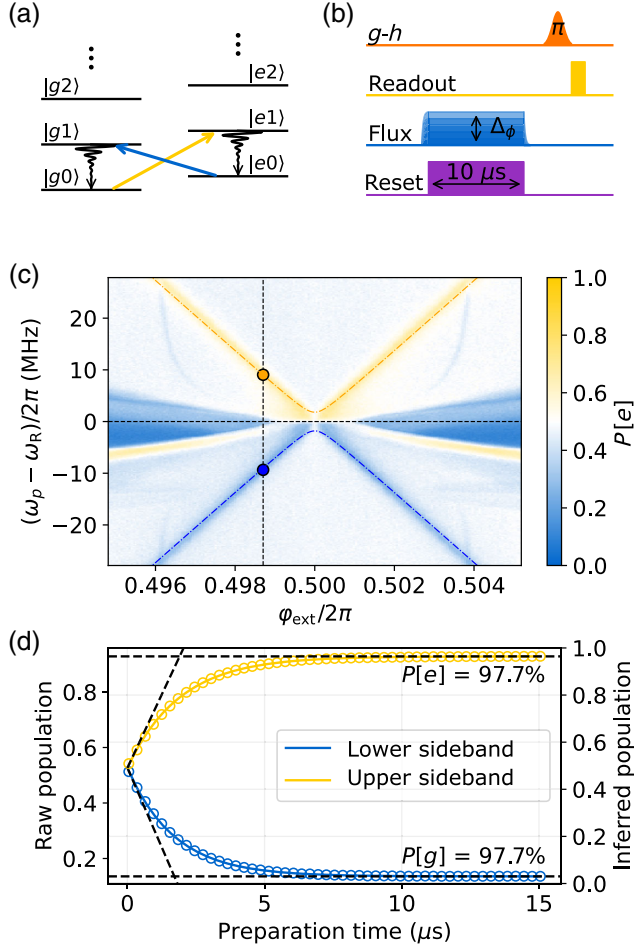 (a)
|g2⟩
|g1⟩
|g0⟩
|e2⟩
|e1⟩
|e0⟩
(b)
g-h
π
Readout
Flux
Δϕ
Reset
10 μs
(c)
(ωp − ωR)/2π (MHz)
20
10
0
−10
−20
0.496
0.498
0.500
0.502
0.504
φext/2π
1.0
0.8
0.6
0.4
0.2
0.0
P[e]
(d)
Raw population
0.8
0.6
0.4
0.2
P[e] = 97.7%
Lower sideband
Upper sideband
P[g] = 97.7%
1.0
0.8
0.6
0.4
0.2
0.0
Inferred population
0
5
10
15
Preparation time (μs)